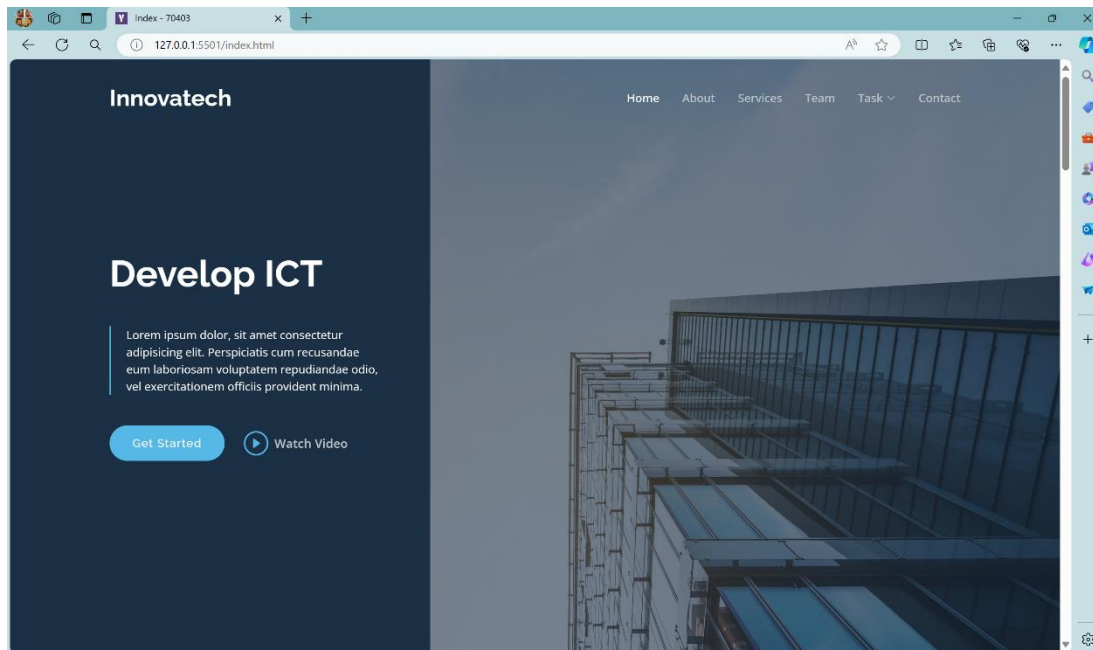 Index - 70403
127.0.0.1:5501/index.html
Innovatech
Home About Services Team Task Contact
Develop ICT
Lorem ipsum dolor, sit amet consectetur
adipisicing elit. Perspiciatis cum recusandae
eum laboriosam voluptatem repudiandae odio,
vel exercitationem officiis provident minima.
Get Started Watch Video